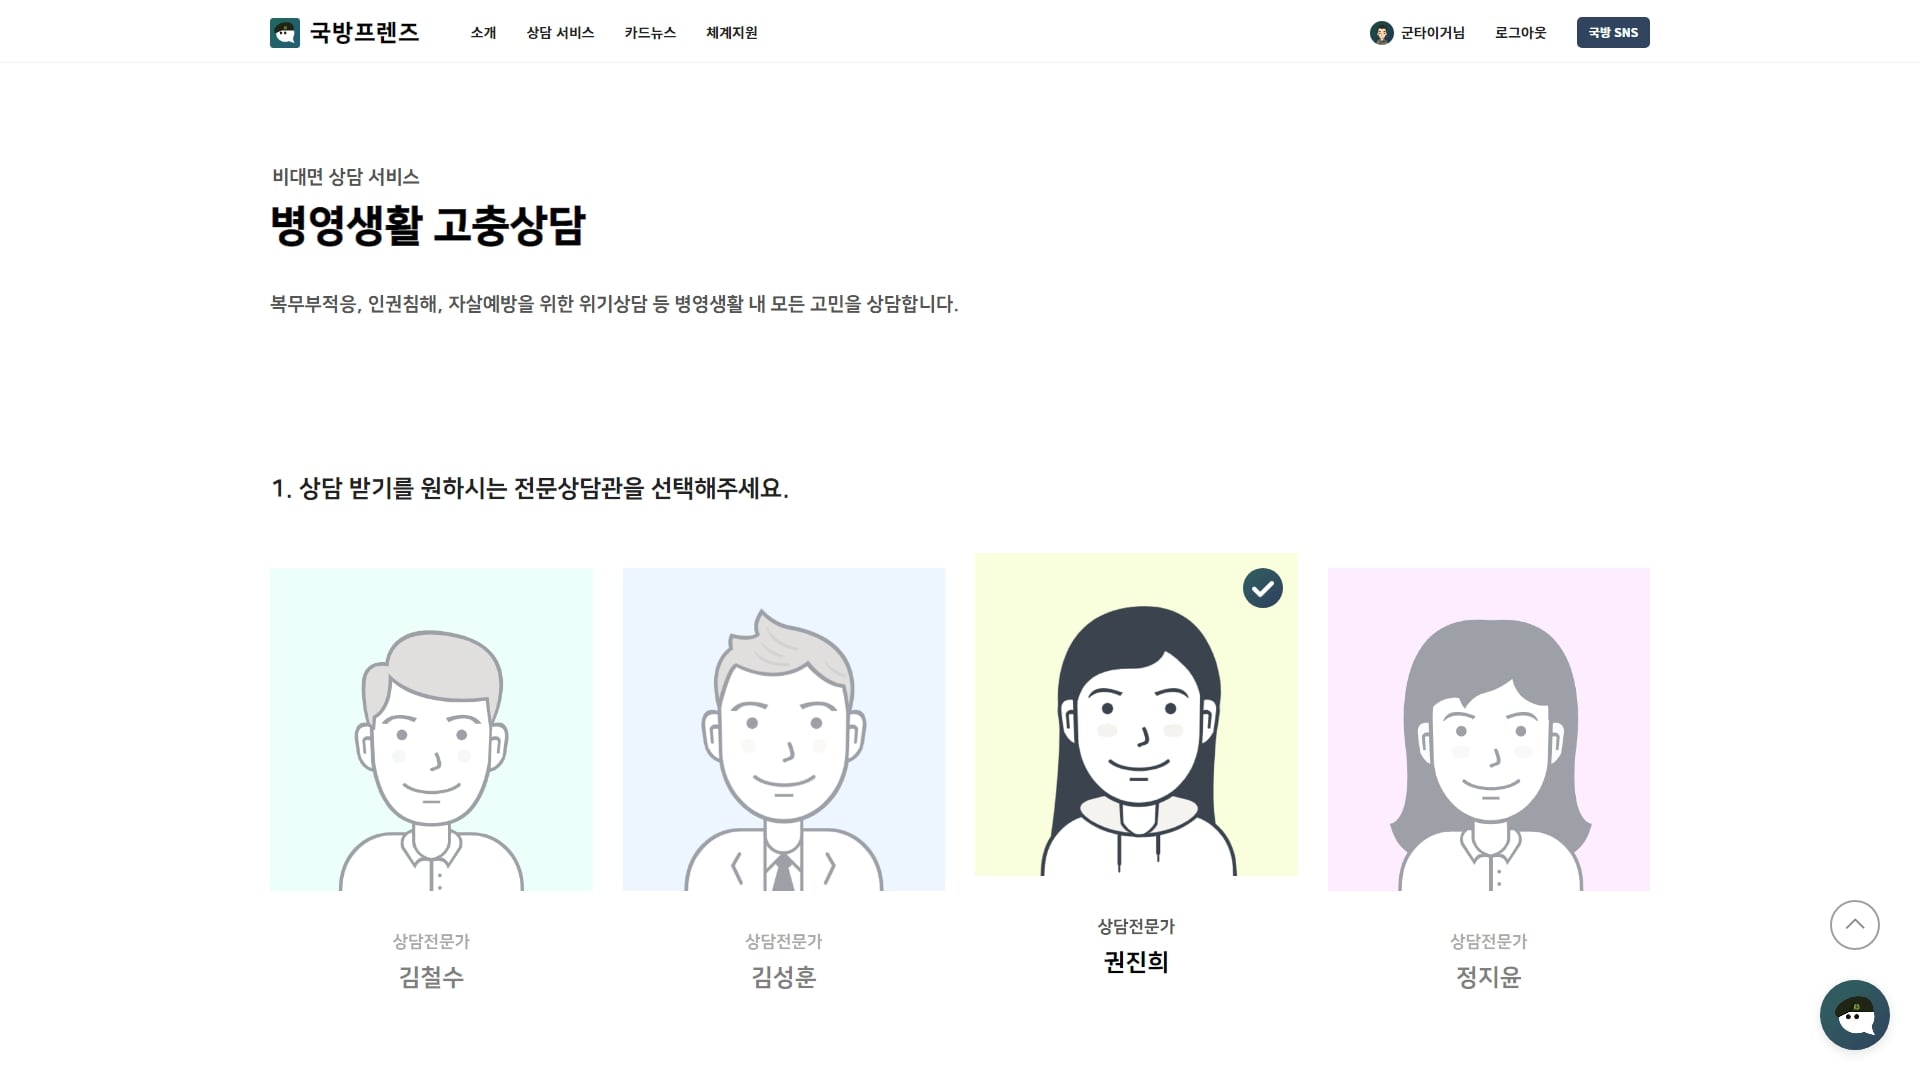 국방프렌즈
소개
상담 서비스
카드뉴스
체계지원
군타이거님
로그아웃
국방 SNS
비대면 상담 서비스
병영생활 고충상담
복무부적응, 인권침해, 자살예방을 위한 위기상담 등 병영생활 내 모든 고민을 상담합니다.
1. 상담 받기를 원하시는 전문상담관을 선택해주세요.
상담전문가
김철수
상담전문가
김성훈
상담전문가
권진희
상담전문가
정지윤